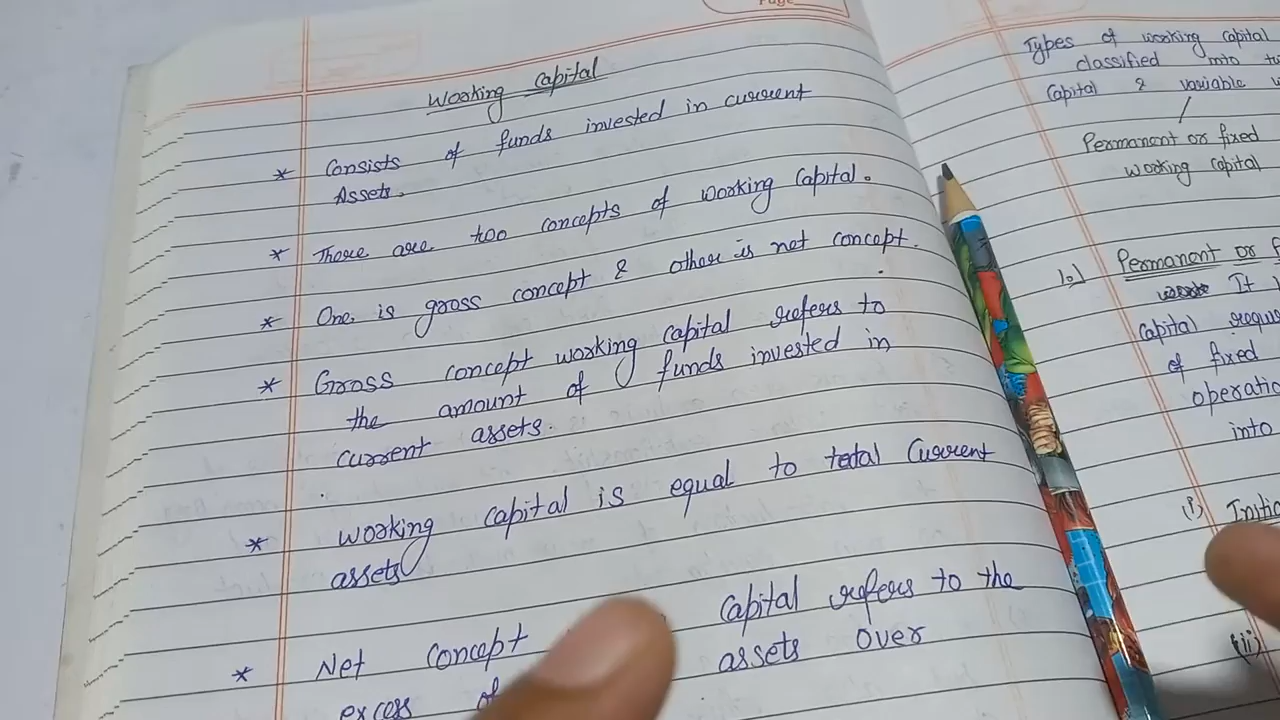 Page
Working Capital
* Consists of funds invested in current
Assets.
* There are two concepts of working capital.
* One is gross concept & other is net concept.
* Gross concept working capital refers to
the amount of funds invested in
current assets.
* Working capital is equal to total Current
assets
* Net concept capital refers to the
excess of assets over
Types of working capital
classified into
Capital & variable
Permanent or fixed
working capital
1.) Permanent or
It
Capital
of fixed
into
(i)
(ii)